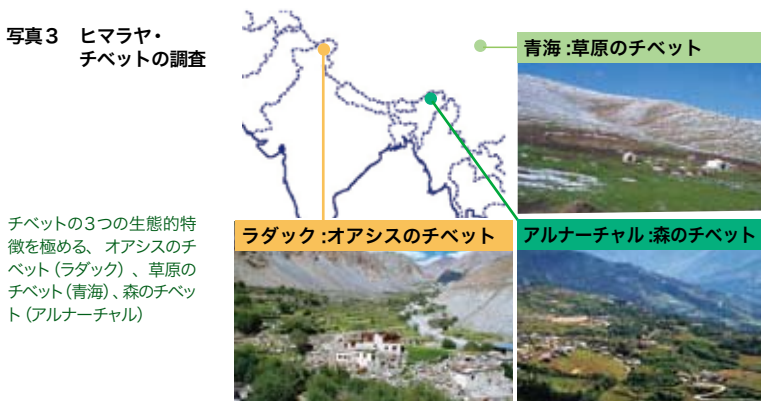 写真3　ヒマラヤ・
チベットの調査
青海:草原のチベット
チベットの3つの生態的特
徴を極める、オアシスのチ
ベット（ラダック）、草原の
チベット（青海）、森のチベッ
ト（アルナーチャル）
ラダック:オアシスのチベット
アルナーチャル:森のチベット